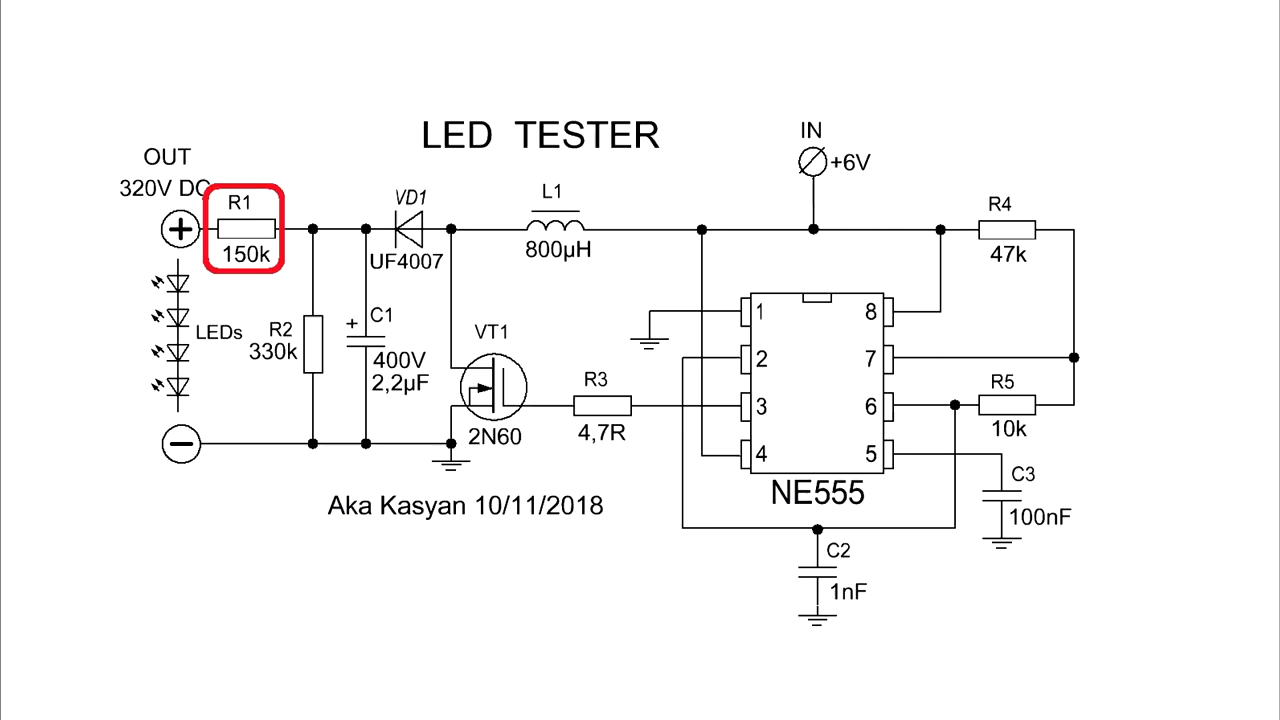 LED TESTER
IN
+6V
OUT
320V DC
R1
150k
VD1
UF4007
L1
800µH
R4
47k
LEDs
R2
330k
+
C1
400V
2,2µF
VT1
2N60
R3
4,7R
1
2
3
4
8
7
6
5
NE555
R5
10k
C3
100nF
C2
1nF
Aka Kasyan 10/11/2018